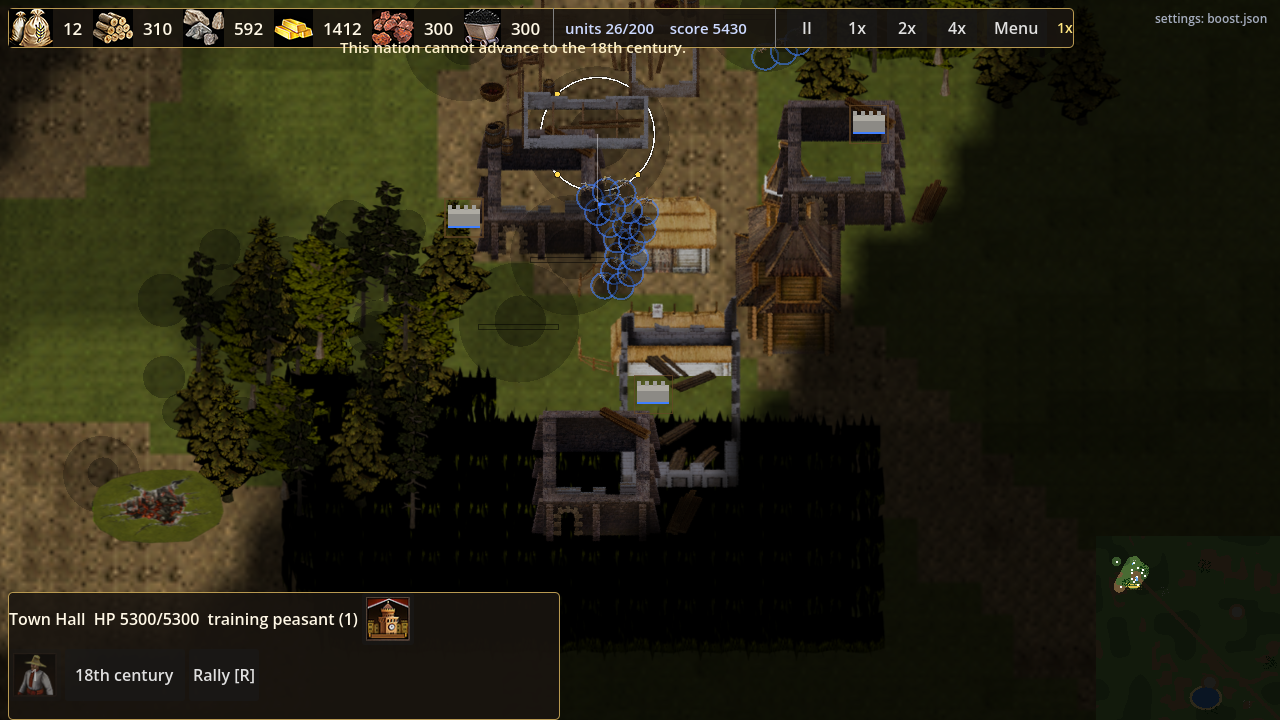 12 310 592 1412 300 300 units 26/200 score 5430 II 1x 2x 4x Menu 1x
settings: boost.json
This nation cannot advance to the 18th century.
Town Hall HP 5300/5300 training peasant (1)
18th century Rally [R]